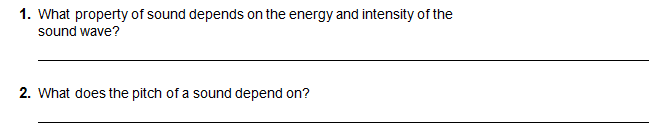 1. What property of sound depends on the energy and intensity of the
sound wave?
2. What does the pitch of a sound depend on?